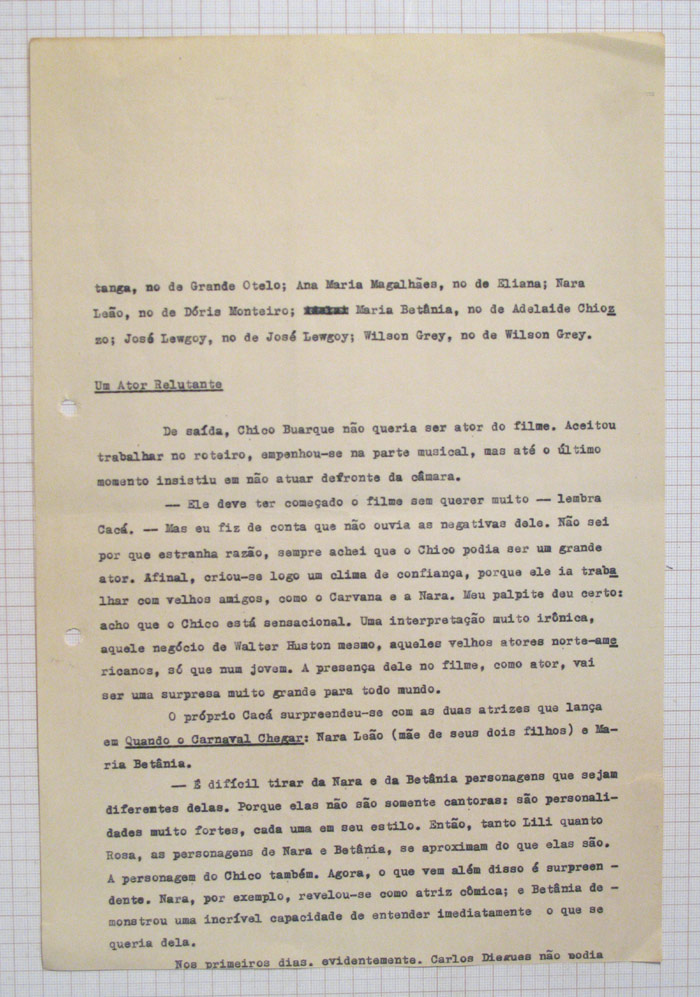 tanga, no de Grande Otelo; Ana Maria Magalhães, no de Eliana; Nara
Leão, no de Dóris Monteiro; Maria Betânia, no de Adelaide Chioz
zo; José Lewgoy, no de José Lewgoy; Wilson Grey, no de Wilson Grey.
Um Ator Relutante
De saída, Chico Buarque não queria ser ator do filme. Aceitou
trabalhar no roteiro, empenhou-se na parte musical, mas até o último
momento insistiu em não atuar defronte da câmara.
— Ele deve ter começado o filme sem querer muito — lembra
Cacá. — Mas eu fiz de conta que não ouvia as negativas dele. Não sei
por que estranha razão, sempre achei que o Chico podia ser um grande
ator. Afinal, criou-se logo um clima de confiança, porque ele ia traba
lhar com velhos amigos, como o Carvana e a Nara. Meu palpite deu certo:
acho que o Chico está sensacional. Uma interpretação muito irônica,
aquele negócio de Walter Huston mesmo, aqueles velhos atores norte-ame
ricanos, só que num jovem. A presença dele no filme, como ator, vai
ser uma surpresa muito grande para todo mundo.
O próprio Cacá surpreendeu-se com as duas atrizes que lança
em Quando o Carnaval Chegar: Nara Leão (mãe de seus dois filhos) e Ma-
ria Betânia.
— É difícil tirar da Nara e da Betânia personagens que sejam
diferentes delas. Porque elas não são somente cantoras: são personali-
dades muito fortes, cada uma em seu estilo. Então, tanto Lili quanto
Rosa, as personagens de Nara e Betânia, se aproximam do que elas são.
A personagem do Chico também. Agora, o que vem além disso é surpreen -
dente. Nara, por exemplo, revelou-se como atriz cômica; e Betânia de -
monstrou uma incrível capacidade de entender imediatamente o que se
queria dela.
Nos primeiros dias, evidentemente, Carlos Diegues não podia